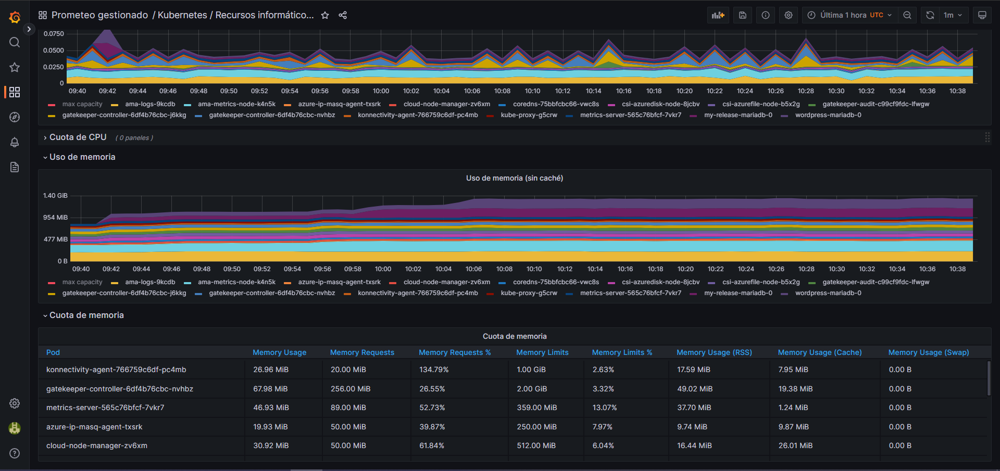 Prometeo gestionado / Kubernetes / Recursos informático...
Última 1 hora UTC
1m
0.0750
0.0500
0.0250
0
09:40 09:42 09:44 09:46 09:48 09:50 09:52 09:54 09:56 09:58 10:00 10:02 10:04 10:06 10:08 10:10 10:12 10:14 10:16 10:18 10:20 10:22 10:24 10:26 10:28 10:30 10:32 10:34 10:36 10:38
max capacity ama-logs-9kcdb ama-metrics-node-k4n5k azure-ip-masq-agent-txsrk cloud-node-manager-zv6xm coredns-75bbfcbc66-vwc8s csi-azuredisk-node-8jcbv csi-azurefile-node-b5x2g gatekeeper-audit-c99cf9fdc-lfwgw
gatekeeper-controller-6df4b76cbc-j6kkg gatekeeper-controller-6df4b76cbc-nvhbz konnectivity-agent-766759c6df-pc4mb kube-proxy-g5crw metrics-server-565c76bfcf-7vkr7 my-release-mariadb-0 wordpress-mariadb-0
Cuota de CPU ( 0 paneles )
Uso de memoria
Uso de memoria (sin caché)
1.40 GiB
954 MiB
477 MiB
0 B
09:40 09:42 09:44 09:46 09:48 09:50 09:52 09:54 09:56 09:58 10:00 10:02 10:04 10:06 10:08 10:10 10:12 10:14 10:16 10:18 10:20 10:22 10:24 10:26 10:28 10:30 10:32 10:34 10:36 10:38
max capacity ama-logs-9kcdb ama-metrics-node-k4n5k azure-ip-masq-agent-txsrk cloud-node-manager-zv6xm coredns-75bbfcbc66-vwc8s csi-azuredisk-node-8jcbv csi-azurefile-node-b5x2g gatekeeper-audit-c99cf9fdc-lfwgw
gatekeeper-controller-6df4b76cbc-j6kkg gatekeeper-controller-6df4b76cbc-nvhbz konnectivity-agent-766759c6df-pc4mb kube-proxy-g5crw metrics-server-565c76bfcf-7vkr7 my-release-mariadb-0 wordpress-mariadb-0
Cuota de memoria
Cuota de memoria
Pod Memory Usage Memory Requests Memory Requests % Memory Limits Memory Limits % Memory Usage (RSS) Memory Usage (Cache) Memory Usage (Swap)
konnectivity-agent-766759c6df-pc4mb 26.96 MiB 20.00 MiB 134.79% 1.00 GiB 2.63% 17.59 MiB 7.95 MiB 0.00 B
gatekeeper-controller-6df4b76cbc-nvhbz 67.98 MiB 256.00 MiB 26.55% 2.00 GiB 3.32% 49.02 MiB 19.38 MiB 0.00 B
metrics-server-565c76bfcf-7vkr7 46.93 MiB 89.00 MiB 52.73% 359.00 MiB 13.07% 37.70 MiB 1.24 MiB 0.00 B
azure-ip-masq-agent-txsrk 19.93 MiB 50.00 MiB 39.87% 250.00 MiB 7.97% 9.74 MiB 9.87 MiB 0.00 B
cloud-node-manager-zv6xm 30.92 MiB 50.00 MiB 61.84% 512.00 MiB 6.04% 16.44 MiB 26.01 MiB 0.00 B